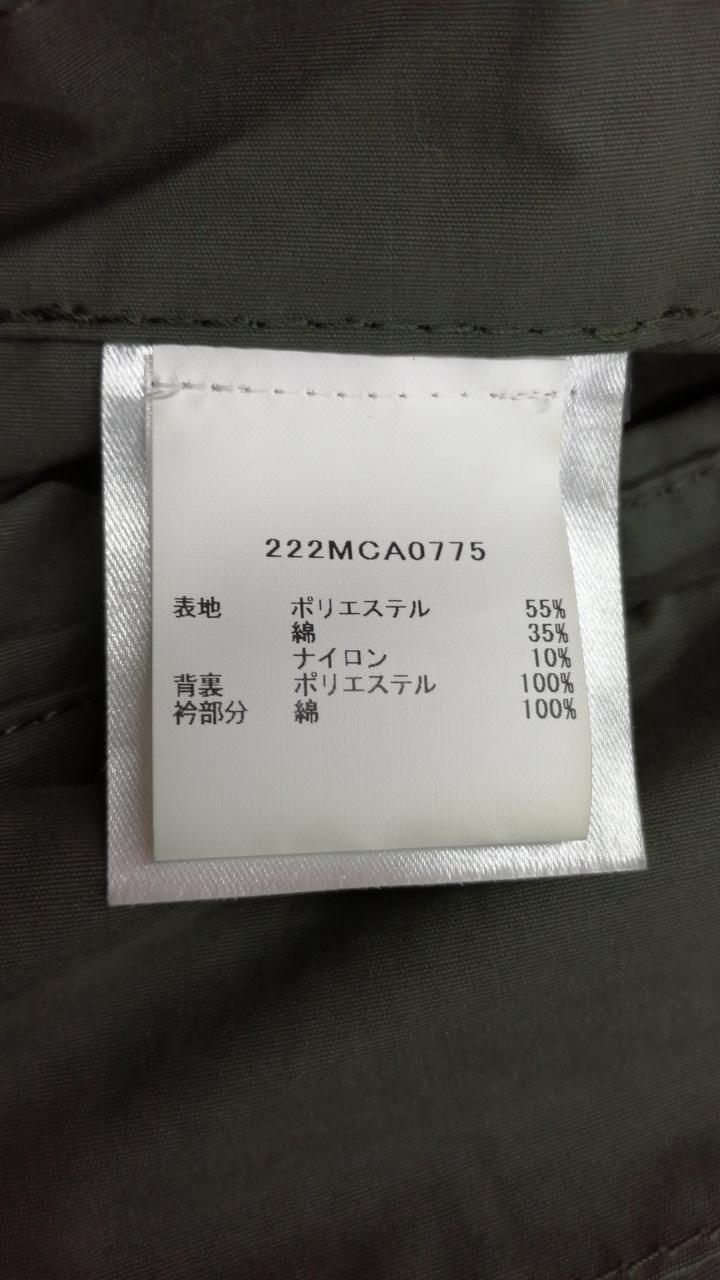 222MCA0775
表地 ポリエステル 55%
綿 35%
ナイロン 10%
背裏 ポリエステル 100%
衿部分 綿 100%